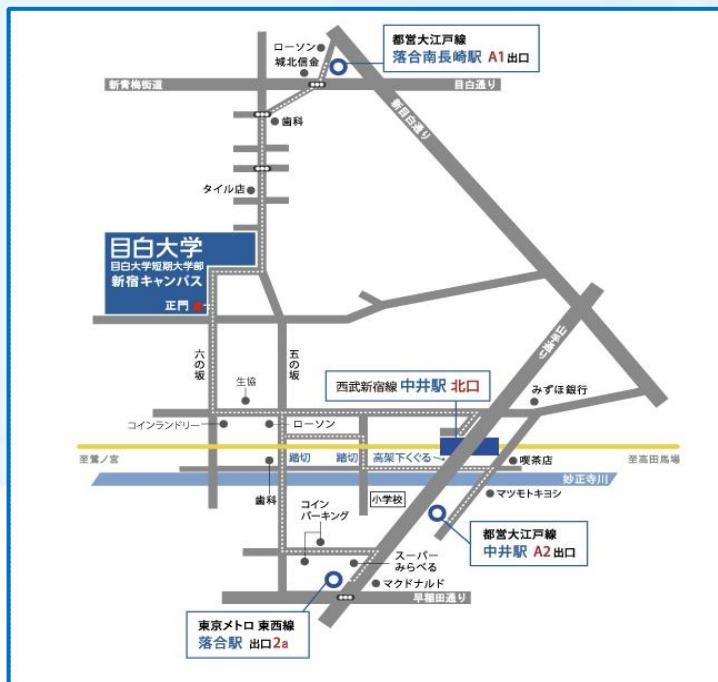 ローソン
城北信金
都営大江戸線
落合南長崎駅 A1出口
新青梅街道
目白通り
新目白通り
歯科
タイル店
目白大学
目白大学短期大学部
新宿キャンパス
正門
六の坂
五の坂
山手通り
生協
西武新宿線 中井駅 北口
みずほ銀行
コインランドリー
ローソン
至鷺ノ宮
踏切
踏切
高架下くぐる
喫茶店
至高田馬場
妙正寺川
歯科
小学校
マツモトキヨシ
コイン
パーキング
都営大江戸線
中井駅 A2出口
スーパー
みらべる
マクドナルド
早稲田通り
東京メトロ 東西線
落合駅 出口2a